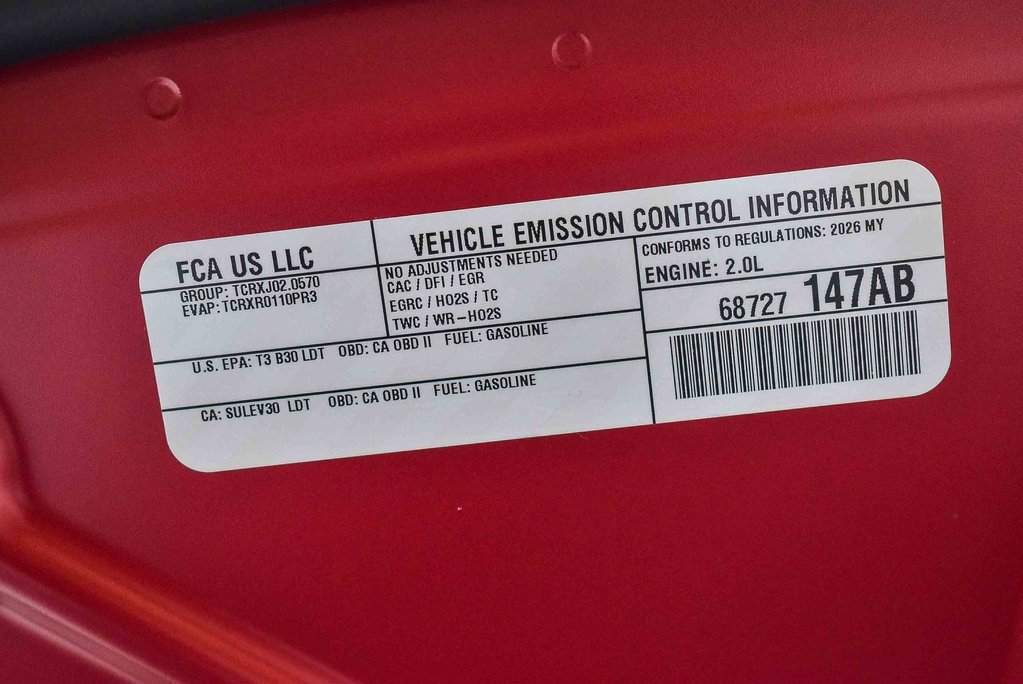 FCA US LLC
GROUP: TCRXJ02.0570
EVAP:TCRXR0110PR3
VEHICLE EMISSION CONTROL INFORMATION
NO ADJUSTMENTS NEEDED
CAC / DFI / EGR
EGRC / HO2S / TC
TWC / WR-HO2S
CONFORMS TO REGULATIONS: 2026 MY
ENGINE: 2.0L
68727 147AB
U.S. EPA: T3 B30 LDT OBD: CA OBD II FUEL: GASOLINE
CA: SULEV30 LDT OBD: CA OBD II FUEL: GASOLINE